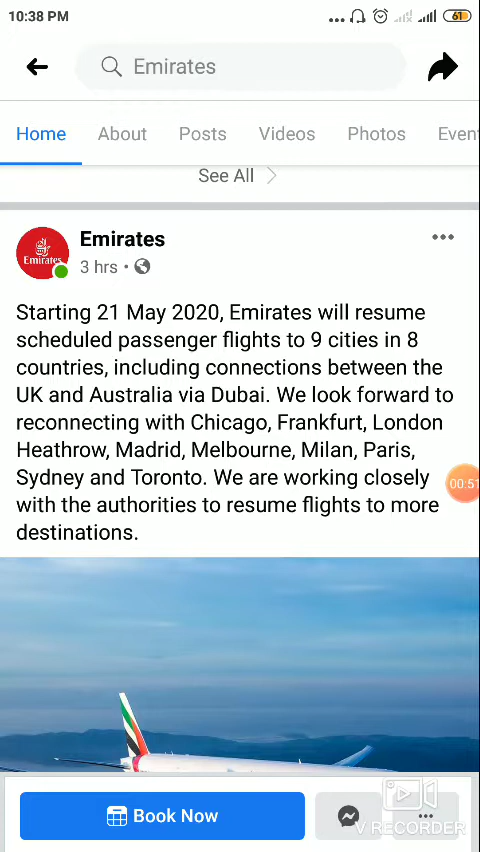 10:38 PM
61
Emirates
Home About Posts Videos Photos Even
See All
Emirates
Emirates
3 hrs
Starting 21 May 2020, Emirates will resume
scheduled passenger flights to 9 cities in 8
countries, including connections between the
UK and Australia via Dubai. We look forward to
reconnecting with Chicago, Frankfurt, London
Heathrow, Madrid, Melbourne, Milan, Paris,
Sydney and Toronto. We are working closely
with the authorities to resume flights to more
destinations.
00:51
Book Now
V RECORDER